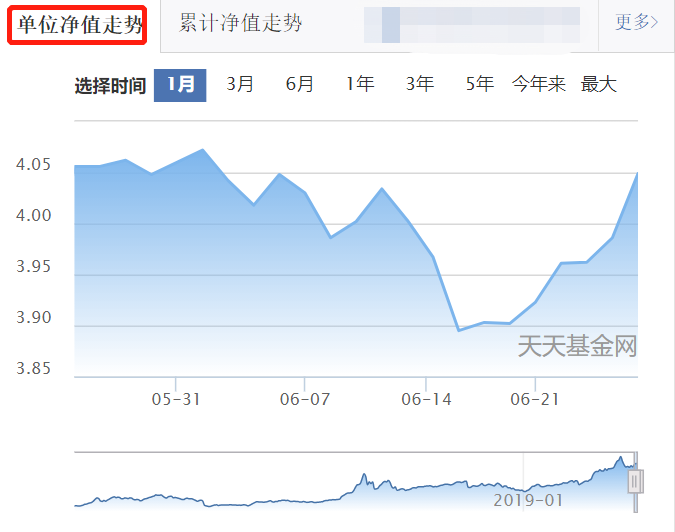 单位净值走势 累计净值走势 更多>
选择时间 1月 3月 6月 1年 3年 5年 今年来 最大
4.05
4.00
3.95
3.90
天天基金网
3.85
05-31 06-07 06-14 06-21
2019-01